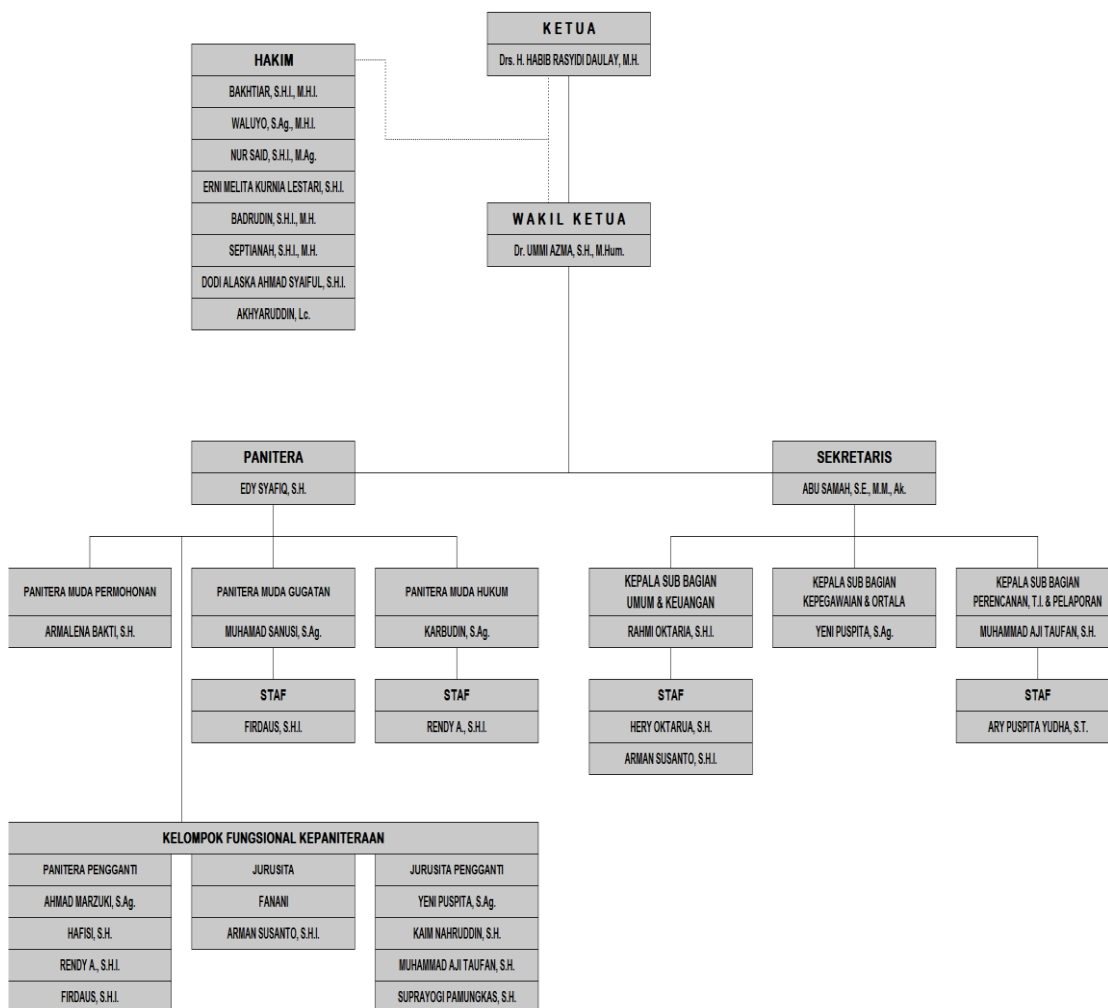 KETUA
Drs. H. HABIB RASYIDI DAULAY, M.H.
HAKIM
BAKHTIAR, S.H.I., M.H.I.
WALUYO, S.Ag., M.H.I.
NUR SAID, S.H.I., M.Ag.
ERNI MELITA KURNIA LESTARI, S.H.I.
BADRUDIN, S.H.I., M.H.
SEPTIANAH, S.H.I., M.H.
DODI ALASKA AHMAD SYAIFUL, S.H.I.
AKHYARUDDIN, Lc.
WAKIL KETUA
Dr. UMMI AZMA, S.H., M.Hum.
PANITERA
EDY SYAFIQ, S.H.
SEKRETARIS
ABU SAMAH, S.E., M.M., Ak.
PANITERA MUDA PERMOHONAN
ARMALENA BAKTI, S.H.
PANITERA MUDA GUGATAN
MUHAMAD SANUSI, S.Ag.
STAF
FIRDAUS, S.H.I.
PANITERA MUDA HUKUM
KARBUDIN, S.Ag.
STAF
RENDY A., S.H.I.
KEPALA SUB BAGIAN
UMUM & KEUANGAN
RAHMI OKTARIA, S.H.I.
STAF
HERY OKTARUA, S.H.
ARMAN SUSANTO, S.H.I.
KEPALA SUB BAGIAN
KEPEGAWAIAN & ORTALA
YENI PUSPITA, S.Ag.
KEPALA SUB BAGIAN
PERENCANAN, T.I. & PELAPORAN
MUHAMMAD AJI TAUFAN, S.H.
STAF
ARY PUSPITA YUDHA, S.T.
KELOMPOK FUNGSIONAL KEPANITERAAN
PANITERA PENGGANTI
AHMAD MARZUKI, S.Ag.
HAFISI, S.H.
RENDY A., S.H.I.
FIRDAUS, S.H.I.
JURUSITA
FANANI
ARMAN SUSANTO, S.H.I.
JURUSITA PENGGANTI
YENI PUSPITA, S.Ag.
KAIM NAHRUDDIN, S.H.
MUHAMMAD AJI TAUFAN, S.H.
SUPRAYOGI PAMUNGKAS, S.H.